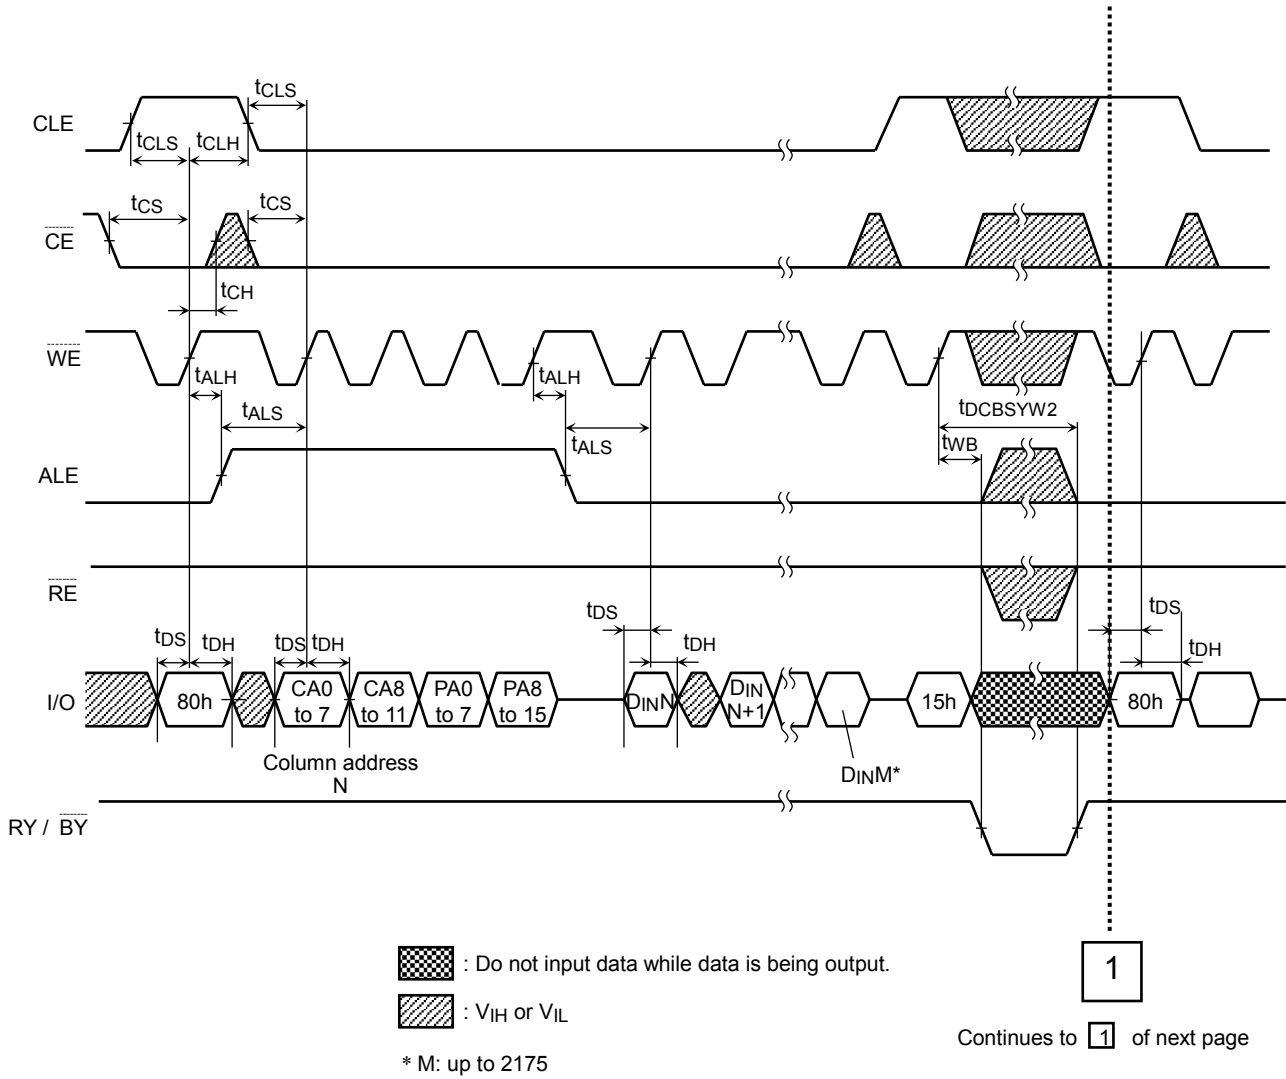 tCLS
CLE
tCLS tCLH
tCS tCS
CE
tCH
WE
tALH tALH
tALS tALS
tDCBSYW2
tWB
ALE
RE
tDS tDS
tDS tDH tDS tDH tDH tDH
I/O 80h CA0 to 7 CA8 to 11 PA0 to 7 PA8 to 15 DINN DIN N+1 15h 80h
Column address
N
DINM*
RY / BY
: Do not input data while data is being output.
1
: VIH or VIL
Continues to 1 of next page
* M: up to 2175